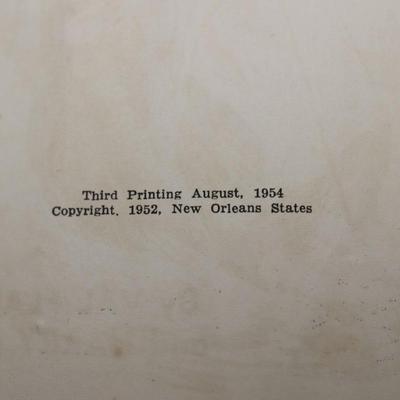 Third Printing August, 1954
Copyright. 1952, New Orleans States